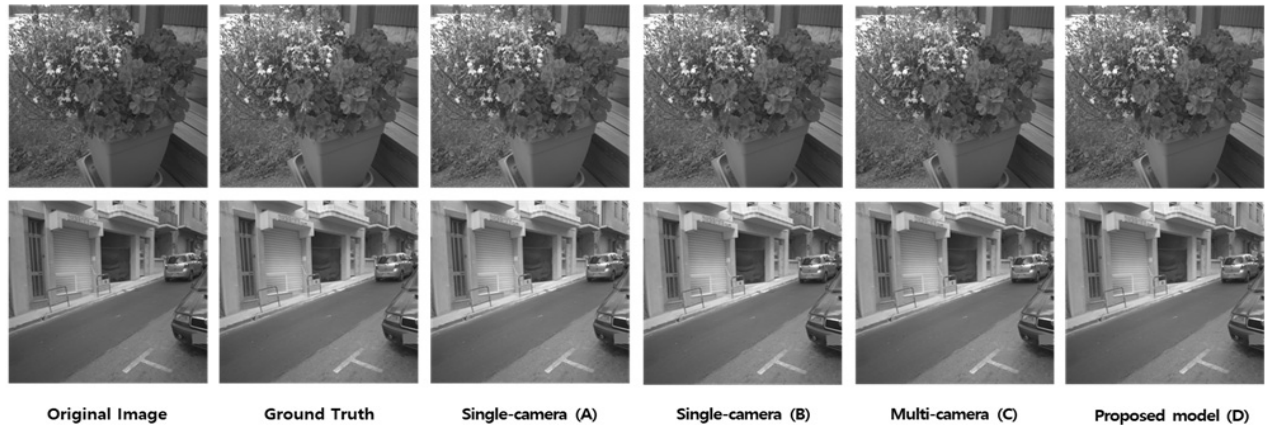 Original Image
Ground Truth
Single-camera (A)
Single-camera (B)
Multi-camera (C)
Proposed model (D)